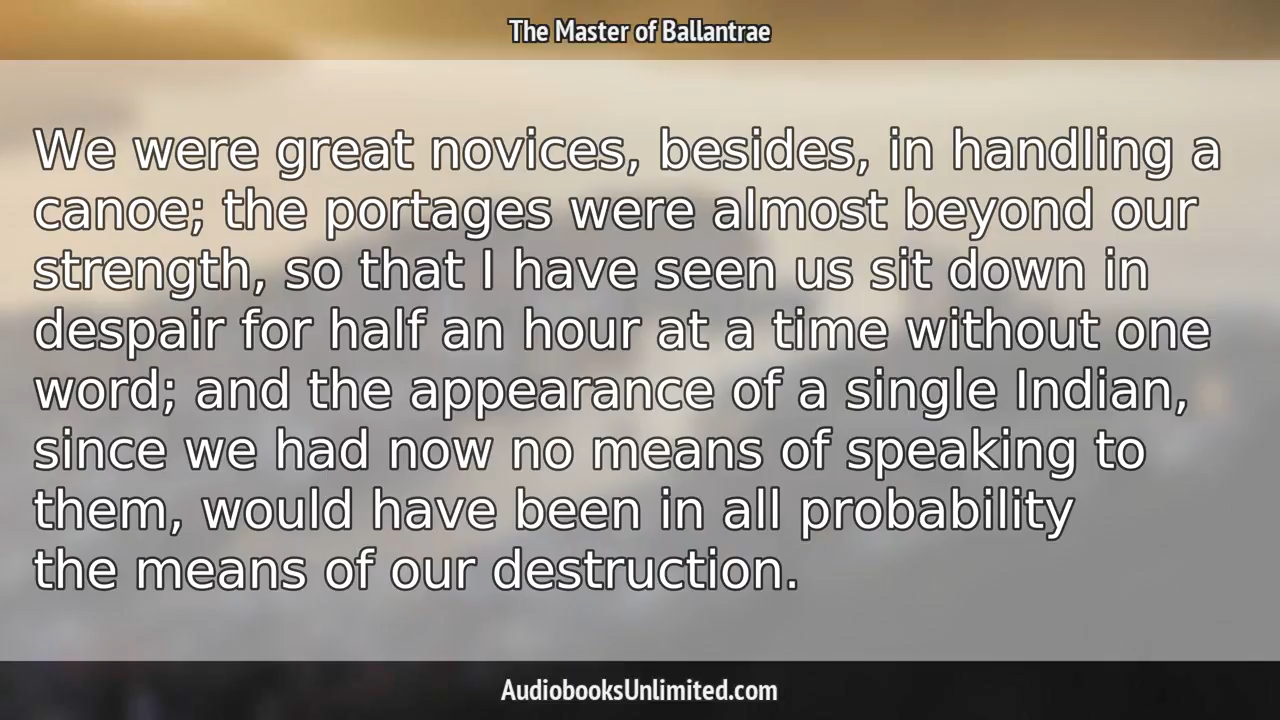 The Master of Ballantrae
We were great novices, besides, in handling a
canoe; the portages were almost beyond our
strength, so that I have seen us sit down in
despair for half an hour at a time without one
word; and the appearance of a single Indian,
since we had now no means of speaking to
them, would have been in all probability
the means of our destruction.
AudiobooksUnlimited.com